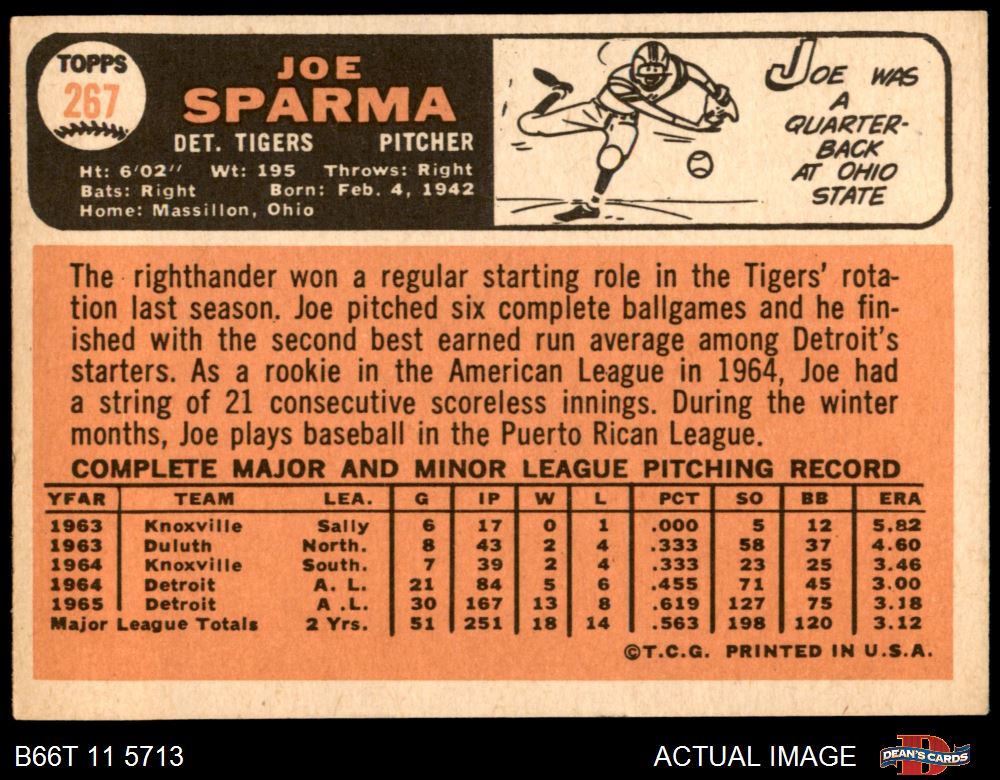 TOPPS
267
JOE
SPARMA
DET. TIGERS PITCHER
Ht: 6'02" Wt: 195 Throws: Right
Bats: Right Born: Feb. 4, 1942
Home: Massillon, Ohio
JOE WAS
A
QUARTER-
BACK
AT OHIO
STATE
The righthander won a regular starting role in the Tigers' rota-
tion last season. Joe pitched six complete ballgames and he fin-
ished with the second best earned run average among Detroit's
starters. As a rookie in the American League in 1964, Joe had
a string of 21 consecutive scoreless innings. During the winter
months, Joe plays baseball in the Puerto Rican League.
COMPLETE MAJOR AND MINOR LEAGUE PITCHING RECORD
YEAR TEAM LEA. G IP W L PCT SO BB ERA
1963 Knoxville Sally 6 17 0 1 .000 5 12 5.82
1963 Duluth North. 8 43 2 4 .333 58 37 4.60
1964 Knoxville South. 7 39 2 4 .333 23 25 3.46
1964 Detroit A. L. 21 84 5 6 .455 71 45 3.00
1965 Detroit A .L. 30 167 13 8 .619 127 75 3.18
Major League Totals 2 Yrs. 51 251 18 14 .563 198 120 3.12
©T.C.G. PRINTED IN U.S.A.
B66T 11 5713
ACTUAL IMAGE
DEAN'S CARDS